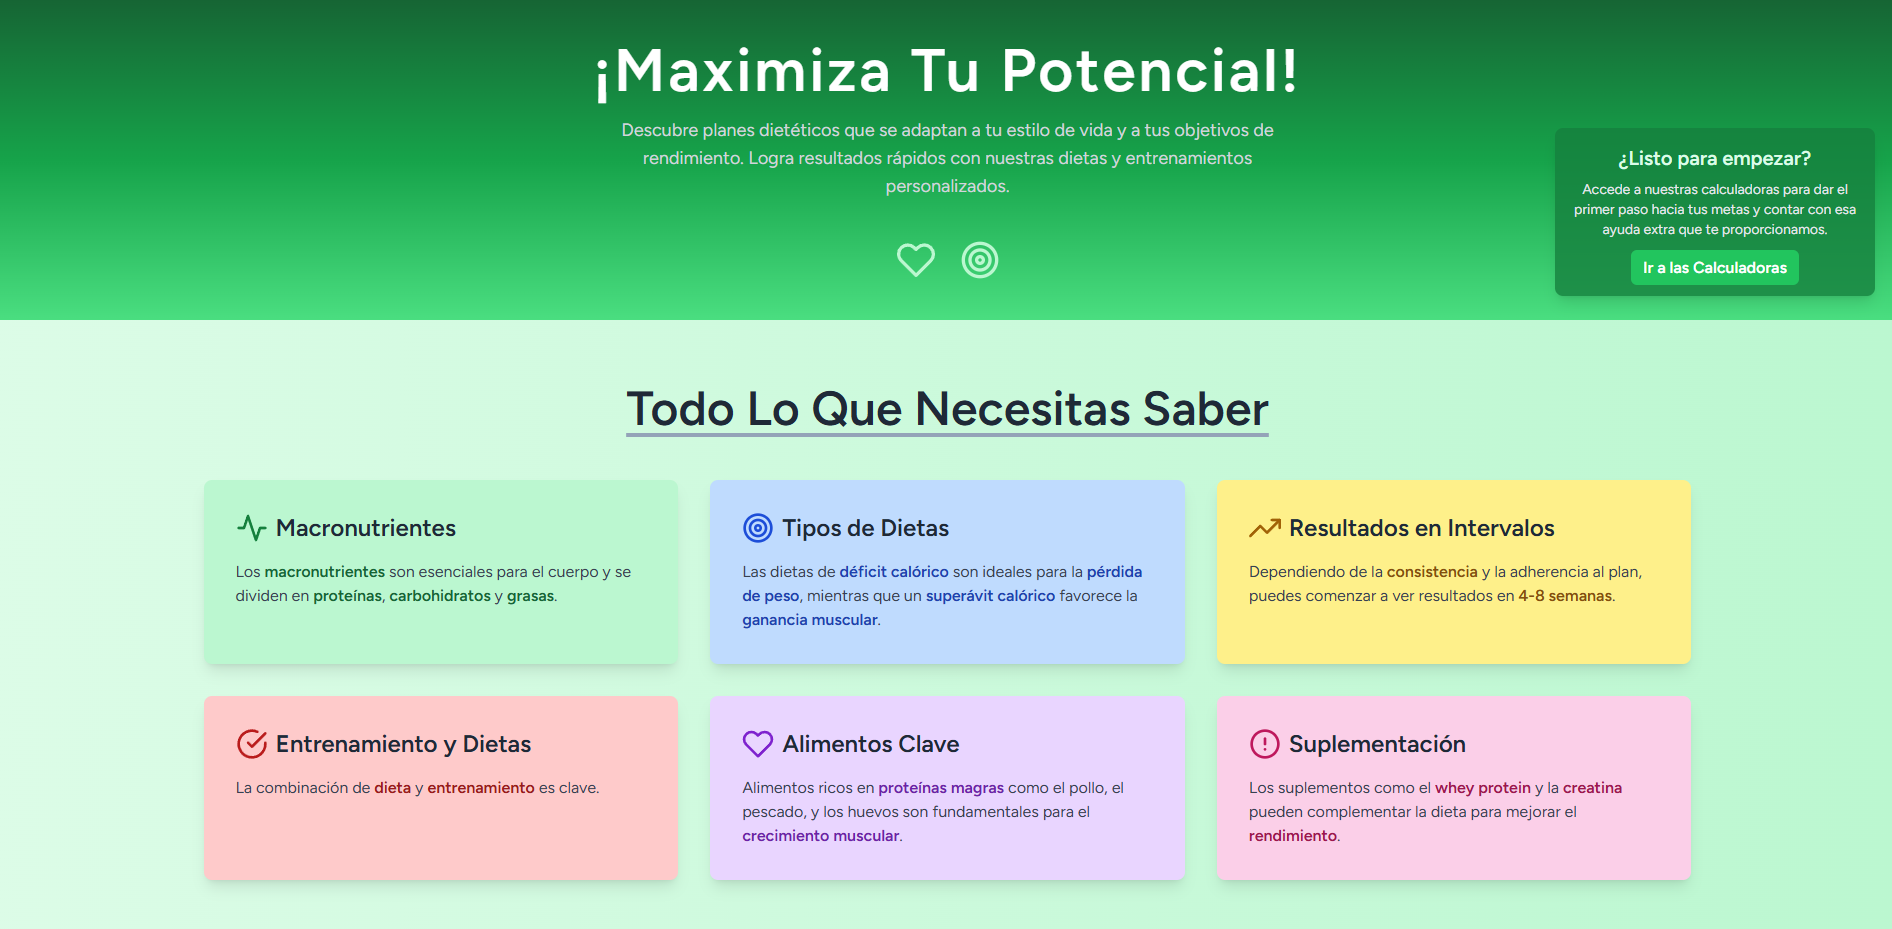 ¡Maximiza Tu Potencial!
Descubre planes dietéticos que se adaptan a tu estilo de vida y a tus objetivos de
rendimiento. Logra resultados rápidos con nuestras dietas y entrenamientos
personalizados.
¿Listo para empezar?
Accede a nuestras calculadoras para dar el
primer paso hacia tus metas y contar con esa
ayuda extra que te proporcionamos.
Ir a las Calculadoras
Todo Lo Que Necesitas Saber
Macronutrientes
Los macronutrientes son esenciales para el cuerpo y se
dividen en proteínas, carbohidratos y grasas.
Tipos de Dietas
Las dietas de déficit calórico son ideales para la pérdida
de peso, mientras que un superávit calórico favorece la
ganancia muscular.
Resultados en Intervalos
Dependiendo de la consistencia y la adherencia al plan,
puedes comenzar a ver resultados en 4-8 semanas.
Entrenamiento y Dietas
La combinación de dieta y entrenamiento es clave.
Alimentos Clave
Alimentos ricos en proteínas magras como el pollo, el
pescado, y los huevos son fundamentales para el
crecimiento muscular.
Suplementación
Los suplementos como el whey protein y la creatina
pueden complementar la dieta para mejorar el
rendimiento.